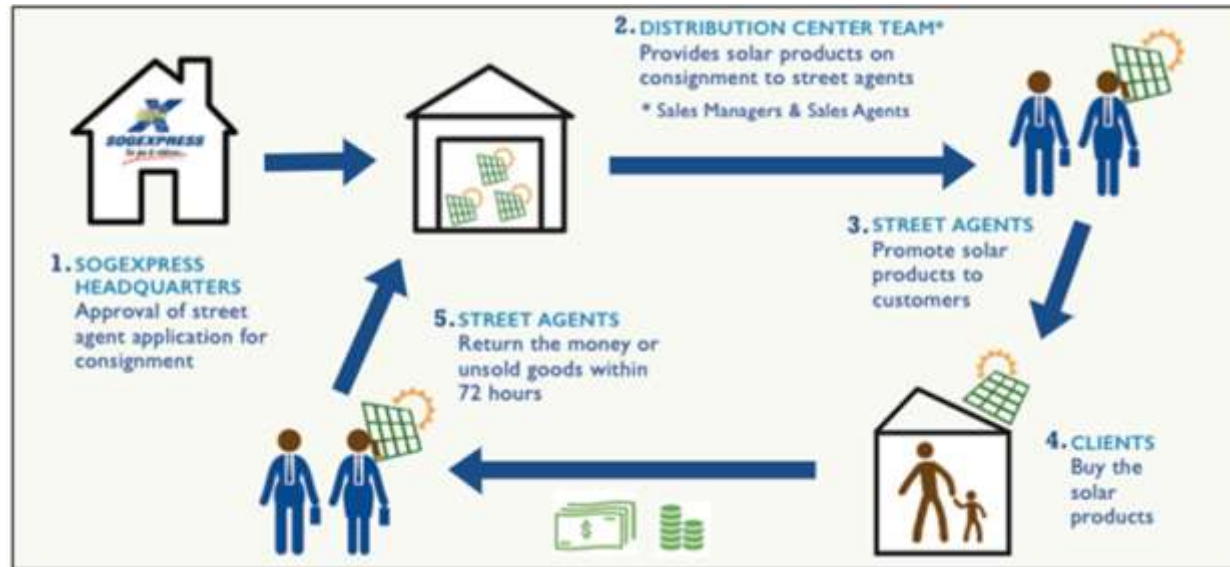 SOGEXPRESS
1. SOGEXPRESS
HEADQUARTERS
Approval of street
agent application for
consignment
2. DISTRIBUTION CENTER TEAM*
Provides solar products on
consignment to street agents
* Sales Managers & Sales Agents
3. STREET AGENTS
Promote solar
products to
customers
4. CLIENTS
Buy the
solar
products
5. STREET AGENTS
Return the money or
unsold goods within
72 hours
$